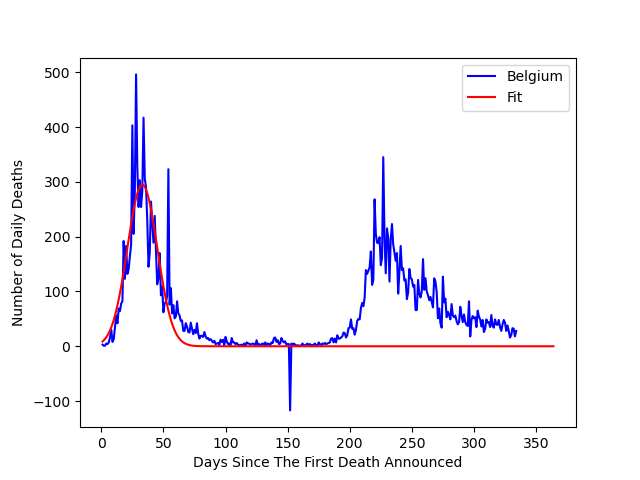 Belgium
Fit
500
400
300
200
100
0
−100
0 50 100 150 200 250 300 350
Number of Daily Deaths
Days Since The First Death Announced